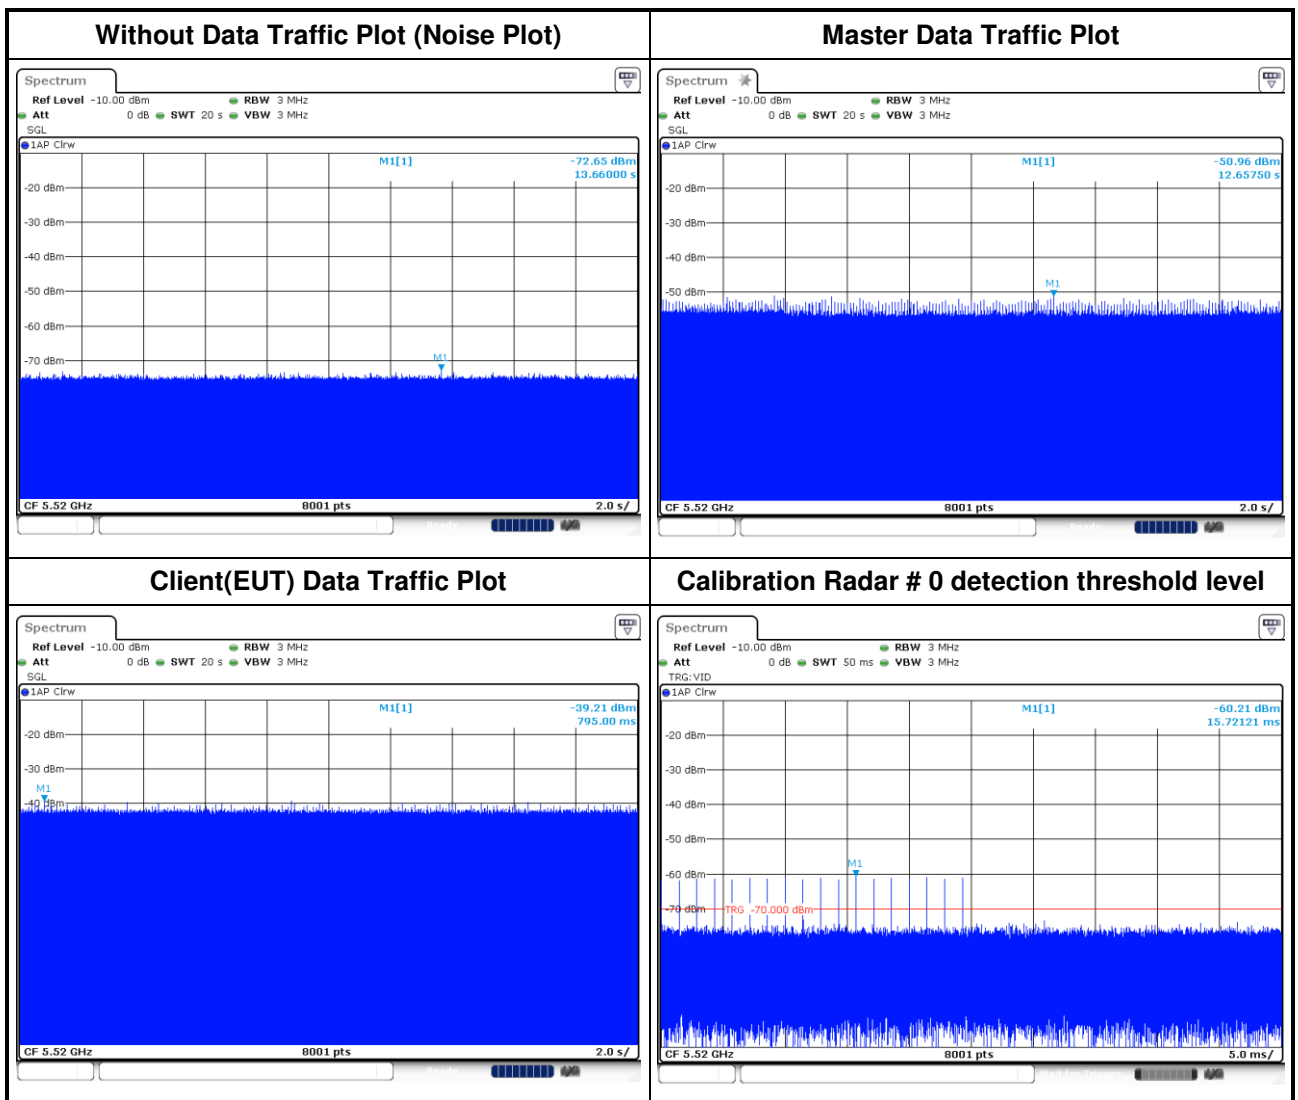 Without Data Traffic Plot (Noise Plot)
Spectrum
Ref Level -10.00 dBm RBW 3 MHz
Att 0 dB SWT 20 s VBW 3 MHz
SGL
1AP Clrw
M1[1] -72.65 dBm
13.66000 s
-20 dBm
-30 dBm
-40 dBm
-50 dBm
-60 dBm
-70 dBm
M1
CF 5.52 GHz 8001 pts 2.0 s/
Ready
Master Data Traffic Plot
Spectrum
Ref Level -10.00 dBm RBW 3 MHz
Att 0 dB SWT 20 s VBW 3 MHz
SGL
1AP Clrw
M1[1] -50.96 dBm
12.65750 s
-20 dBm
-30 dBm
-40 dBm
-50 dBm
M1
CF 5.52 GHz 8001 pts 2.0 s/
Ready
Client(EUT) Data Traffic Plot
Spectrum
Ref Level -10.00 dBm RBW 3 MHz
Att 0 dB SWT 20 s VBW 3 MHz
SGL
1AP Clrw
M1[1] -39.21 dBm
795.00 ms
-20 dBm
-30 dBm
M1
-40 dBm
CF 5.52 GHz 8001 pts 2.0 s/
Ready
Calibration Radar # 0 detection threshold level
Spectrum
Ref Level -10.00 dBm RBW 3 MHz
Att 0 dB SWT 50 ms VBW 3 MHz
TRG:VID
1AP Clrw
M1[1] -60.21 dBm
15.72121 ms
-20 dBm
-30 dBm
-40 dBm
-50 dBm
M1
-60 dBm
-70 dBm TRG -70.000 dBm
CF 5.52 GHz 8001 pts 5.0 ms/
Wait for Trigger